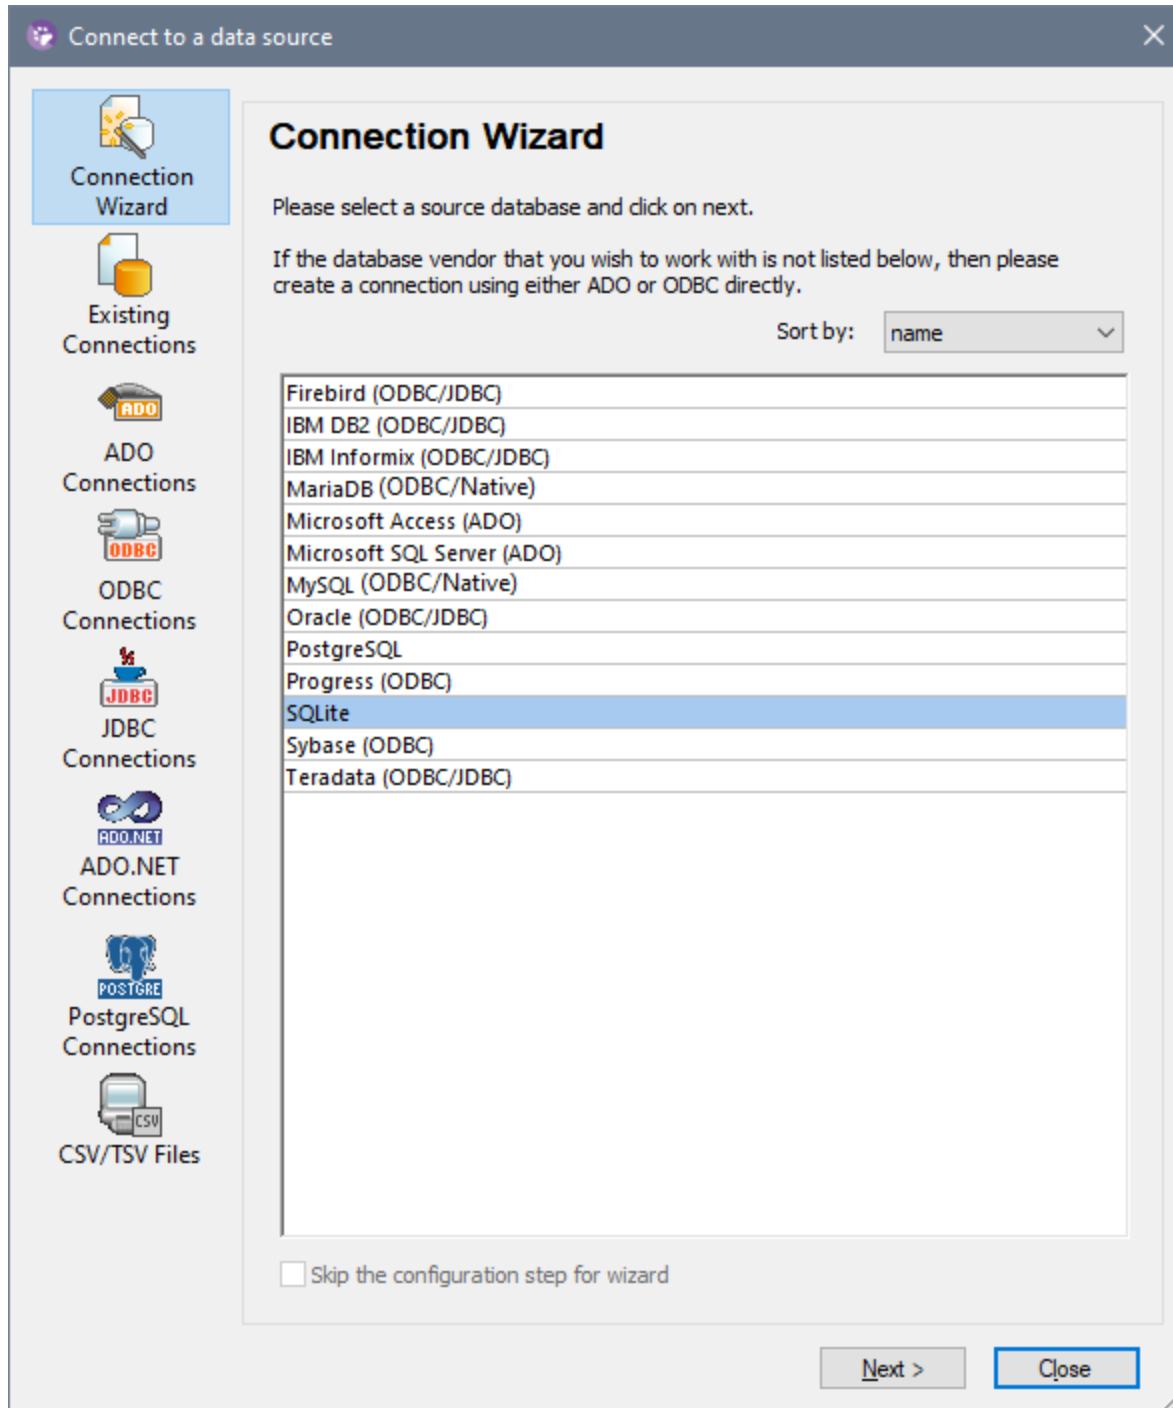 Connect to a data source
Connection
Wizard
Existing
Connections
ADO
ADO
Connections
ODBC
ODBC
Connections
JDBC
JDBC
Connections
ADO.NET
ADO.NET
Connections
POSTGRE
PostgreSQL
Connections
CSV
CSV/TSV Files
Connection Wizard
Please select a source database and click on next.
If the database vendor that you wish to work with is not listed below, then please
create a connection using either ADO or ODBC directly.
Sort by: name
Firebird (ODBC/JDBC)
IBM DB2 (ODBC/JDBC)
IBM Informix (ODBC/JDBC)
MariaDB (ODBC/Native)
Microsoft Access (ADO)
Microsoft SQL Server (ADO)
MySQL (ODBC/Native)
Oracle (ODBC/JDBC)
PostgreSQL
Progress (ODBC)
SQLite
Sybase (ODBC)
Teradata (ODBC/JDBC)
Skip the configuration step for wizard
Next >
Close